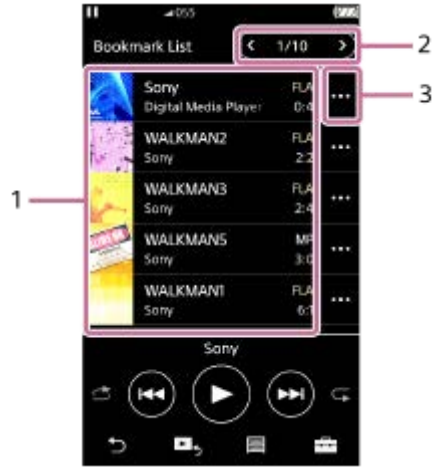 055
Bookmark List
1/10
2
Sony
FLA
Digital Media Player
0:4
3
WALKMAN2
FLA
Sony
2:2
WALKMAN3
FLA
1
Sony
2:4
WALKMAN5
MP
Sony
3:0
WALKMAN1
FLA
Sony
6:1
Sony